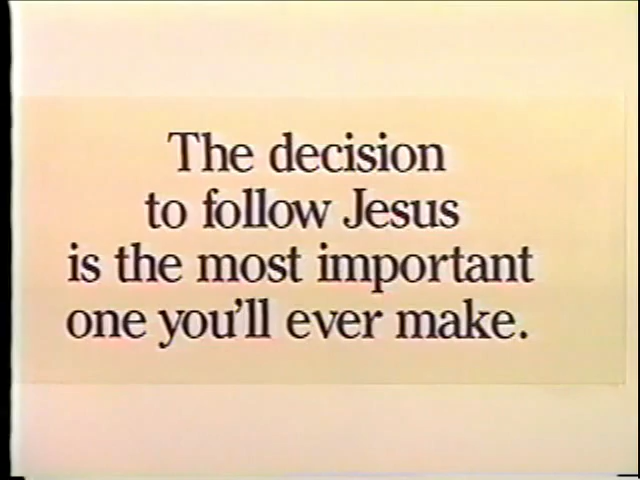 The decision
to follow Jesus
is the most important
one you'll ever make.